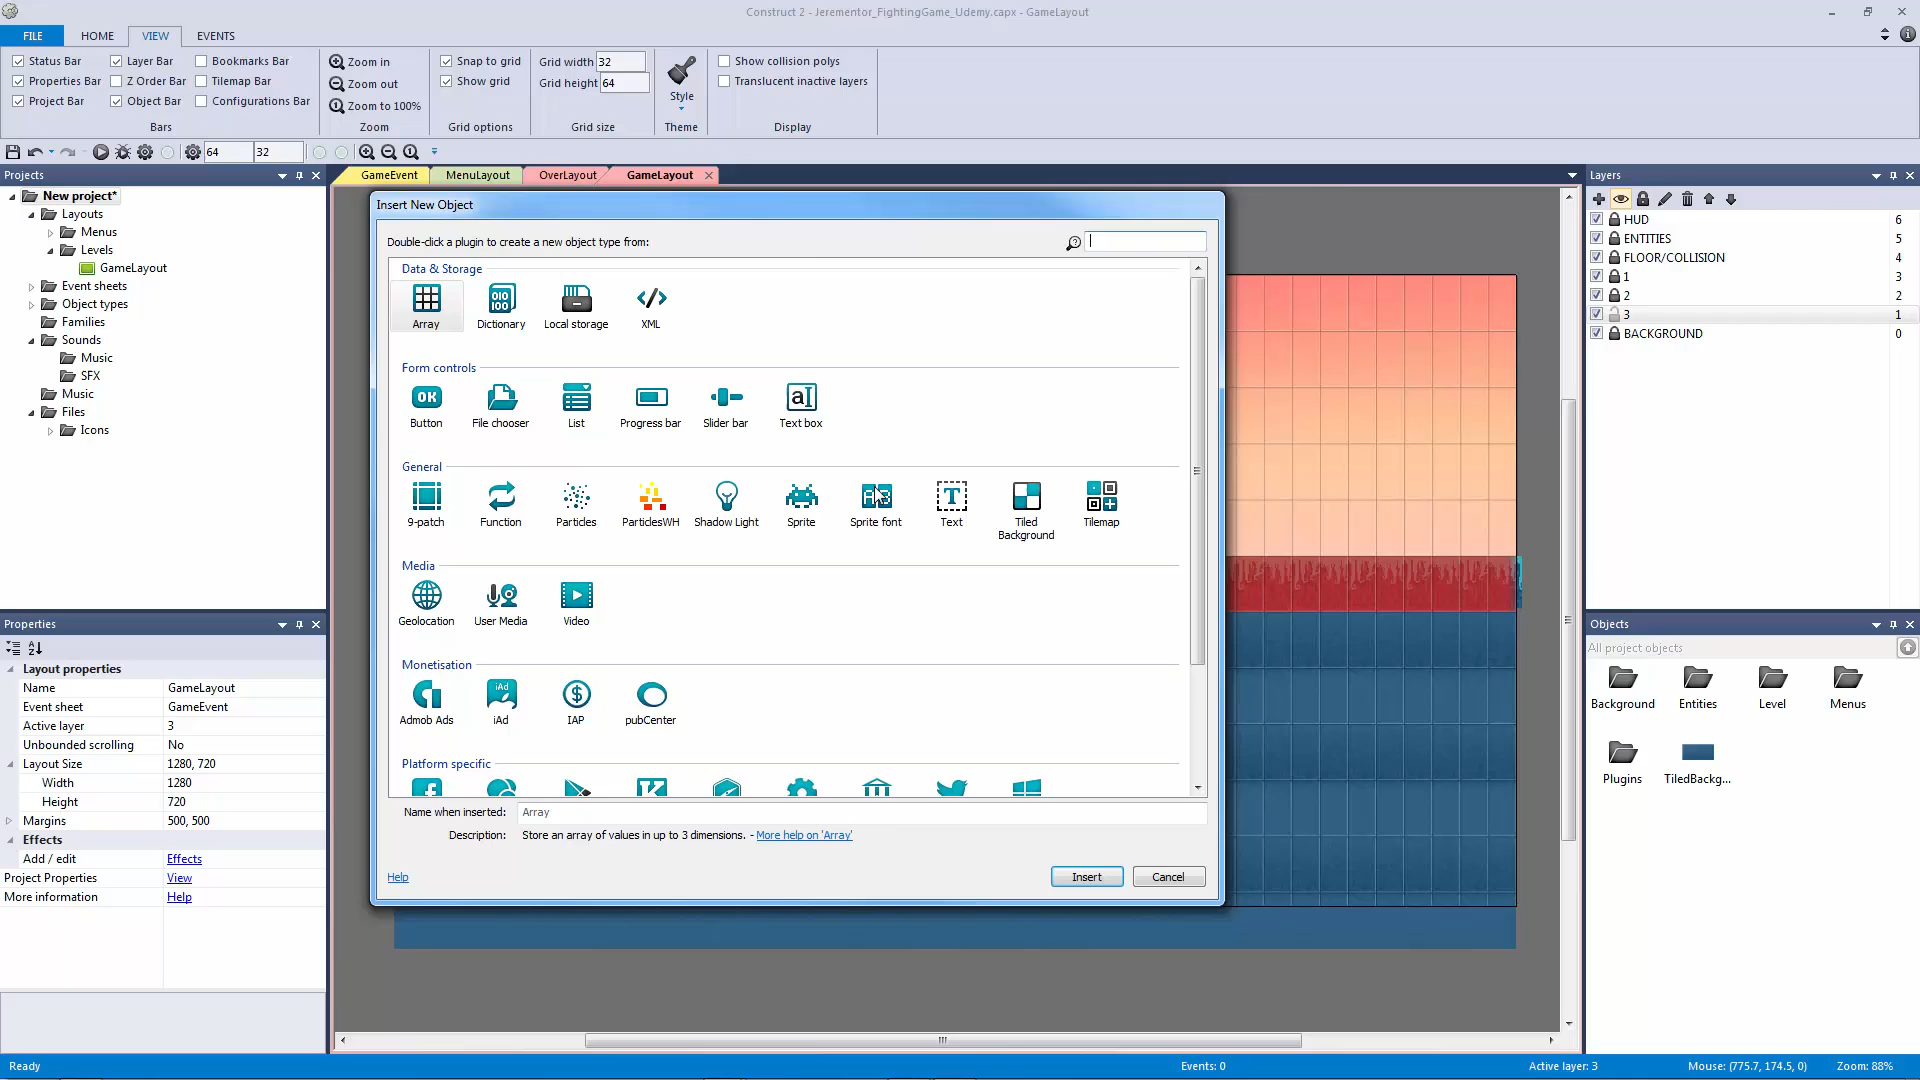 Construct 2 - Jerementor_FightingGame_Udemy.capx - GameLayout
FILE HOME VIEW EVENTS
Status Bar Layer Bar Bookmarks Bar
Properties Bar Z Order Bar Tilemap Bar
Project Bar Object Bar Configurations Bar
Bars
Zoom in
Zoom out
Zoom to 100%
Zoom
Snap to grid
Show grid
Grid options
Grid width 32
Grid height 64
Grid size
Style
Theme
Show collision polys
Translucent inactive layers
Display
64 32
Projects
New project*
Layouts
Menus
Levels
GameLayout
Event sheets
Object types
Families
Sounds
Music
SFX
Music
Files
Icons
Properties
Layout properties
Name GameLayout
Event sheet GameEvent
Active layer 3
Unbounded scrolling No
Layout Size 1280, 720
Width 1280
Height 720
Margins 500, 500
Effects
Add / edit Effects
Project Properties View
More information Help
GameEvent MenuLayout OverLayout GameLayout
Insert New Object
Double-click a plugin to create a new object type from:
Data & Storage
Array Dictionary Local storage XML
Form controls
OK
Button File chooser List Progress bar Slider bar Text box
General
9-patch Function Particles ParticlesWH Shadow Light Sprite Sprite font Text Tiled Background Tilemap
Media
Geolocation User Media Video
Monetisation
iAd
Admob Ads iAd IAP pubCenter
Platform specific
Name when inserted: Array
Description: Store an array of values in up to 3 dimensions. - More help on 'Array'
Help Insert Cancel
Layers
HUD 6
ENTITIES 5
FLOOR/COLLISION 4
1 3
2 2
3 1
BACKGROUND 0
Objects
All project objects
Background Entities Level Menus
Plugins TiledBackg...
Ready Events: 0 Active layer: 3 Mouse: (775.7, 174.5, 0) Zoom: 88%